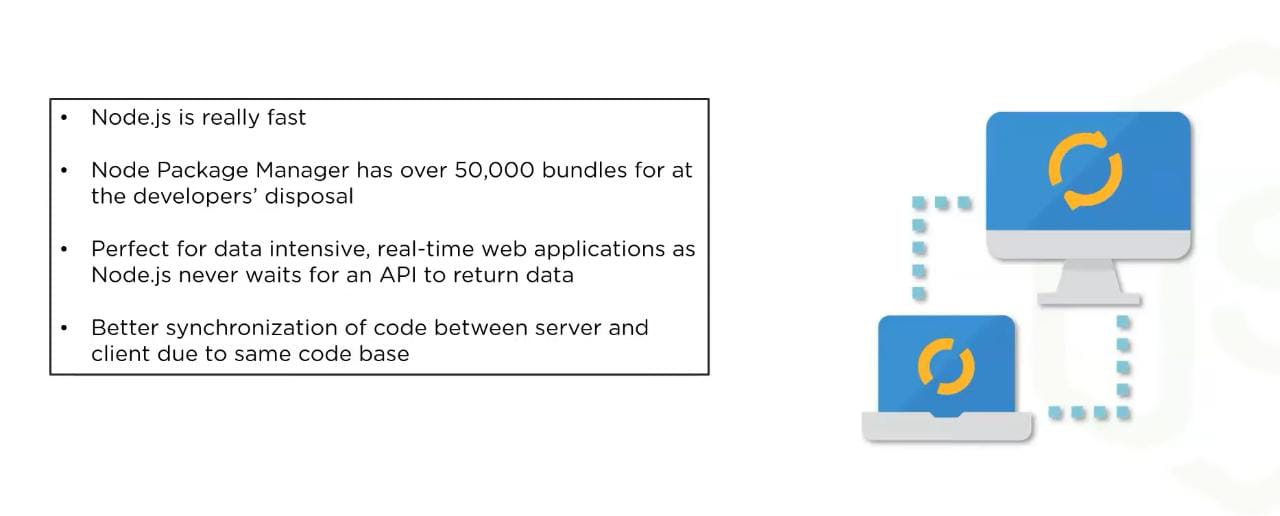 • Node.js is really fast
• Node Package Manager has over 50,000 bundles for at
the developers’ disposal
• Perfect for data intensive, real-time web applications as
Node.js never waits for an API to return data
• Better synchronization of code between server and
client due to same code base